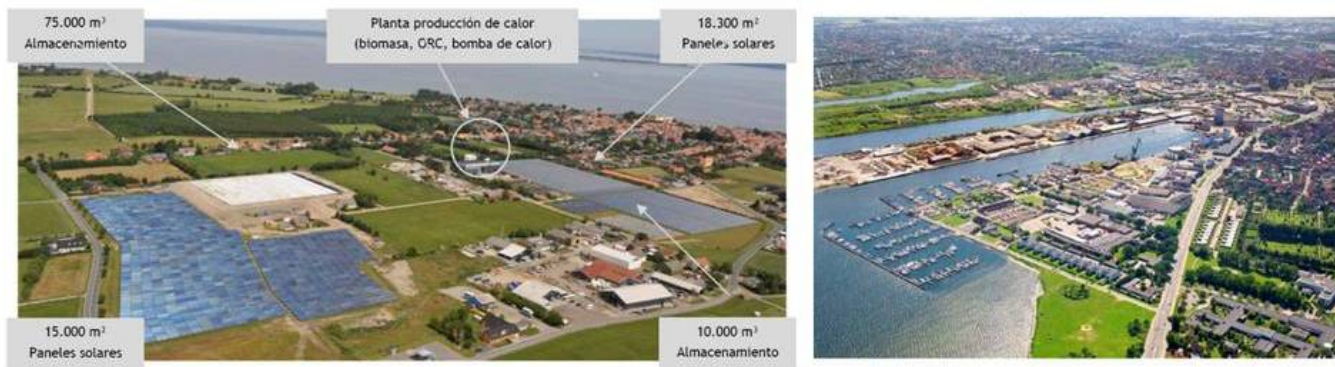 75.000 m³
Almacenamiento
Planta producción de calor
(biomasa, ORC, bomba de calor)
18.300 m²
Paneles solares
15.000 m²
Paneles solares
10.000 m³
Almacenamiento